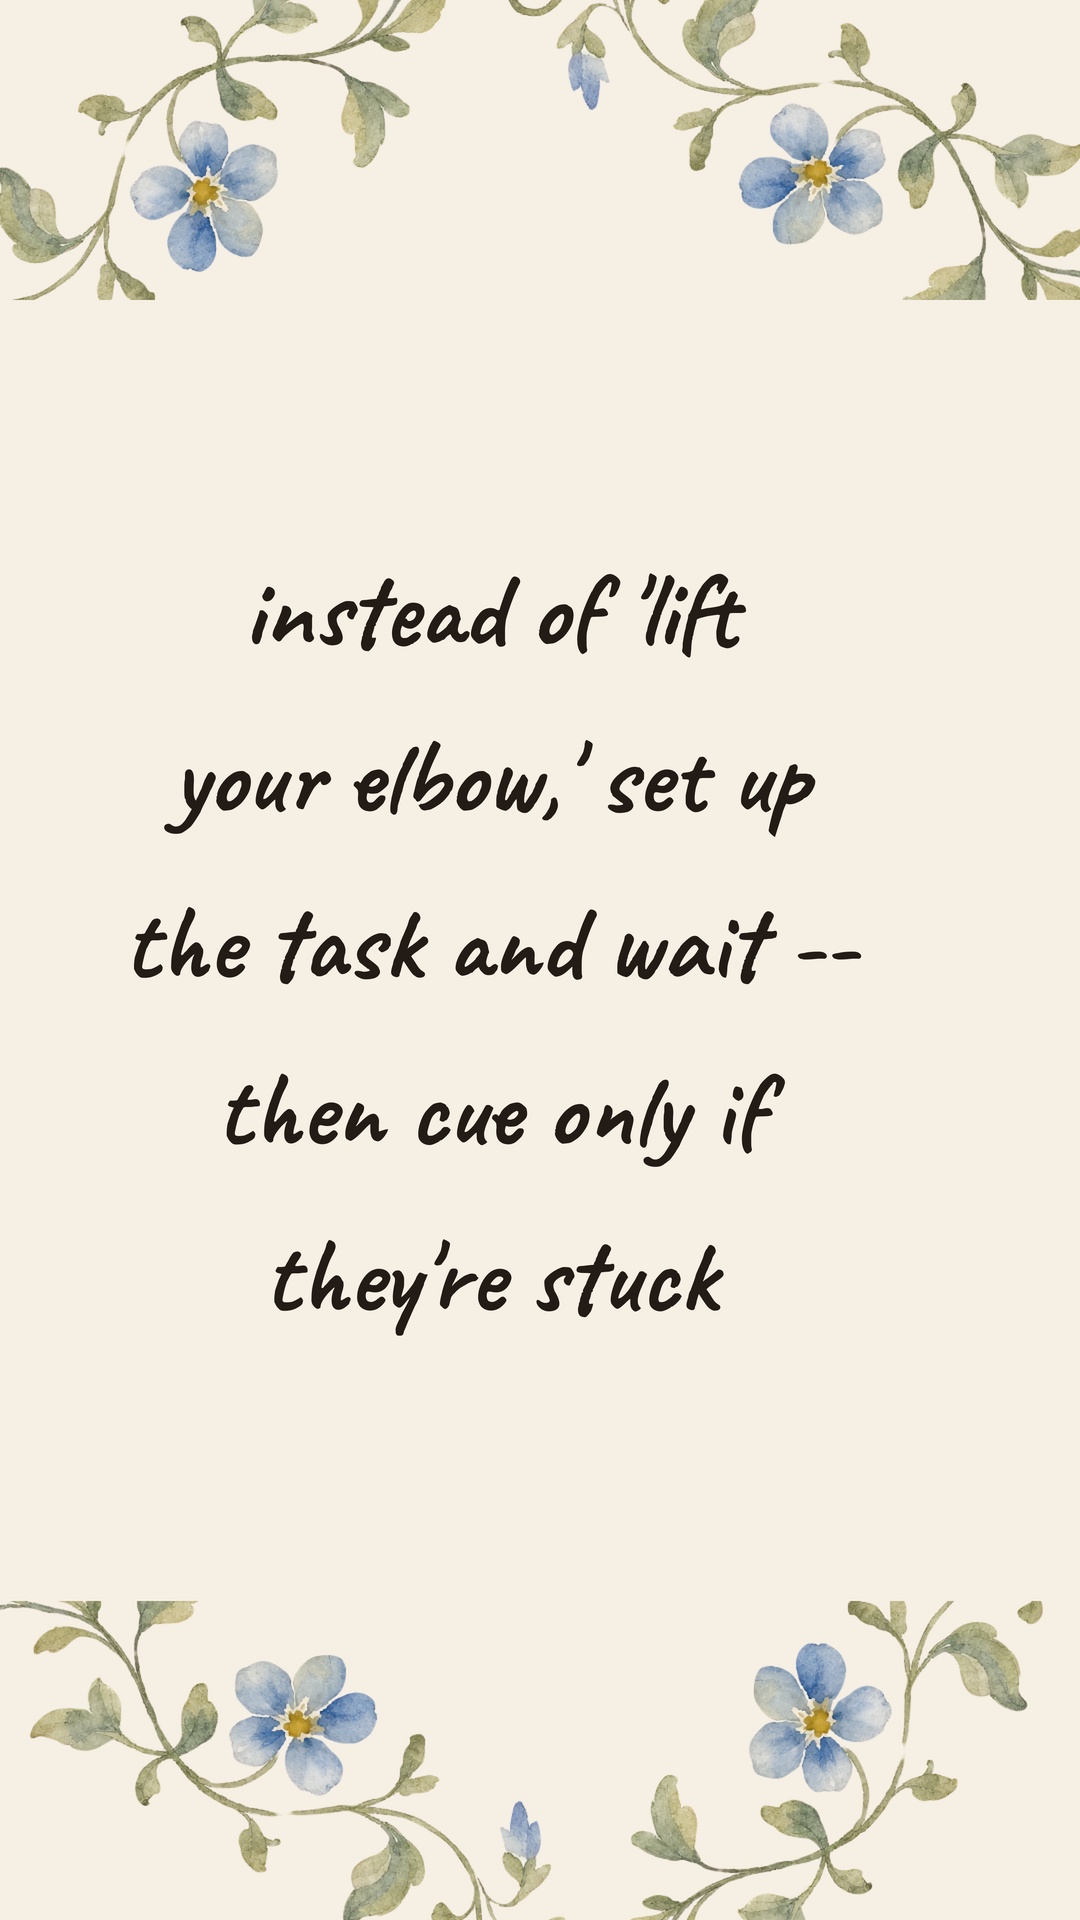 instead of 'lift
your elbow,' set up
the task and wait --
then cue only if
they're stuck